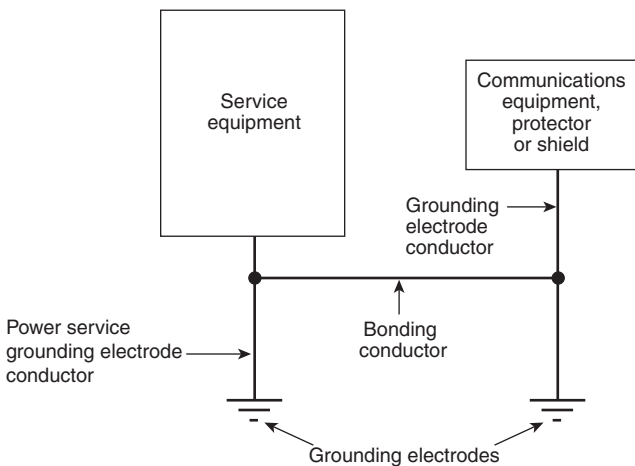 Service
equipment
Communications
equipment,
protector
or shield
Grounding
electrode
conductor
Bonding
conductor
Power service
grounding electrode
conductor
Grounding electrodes